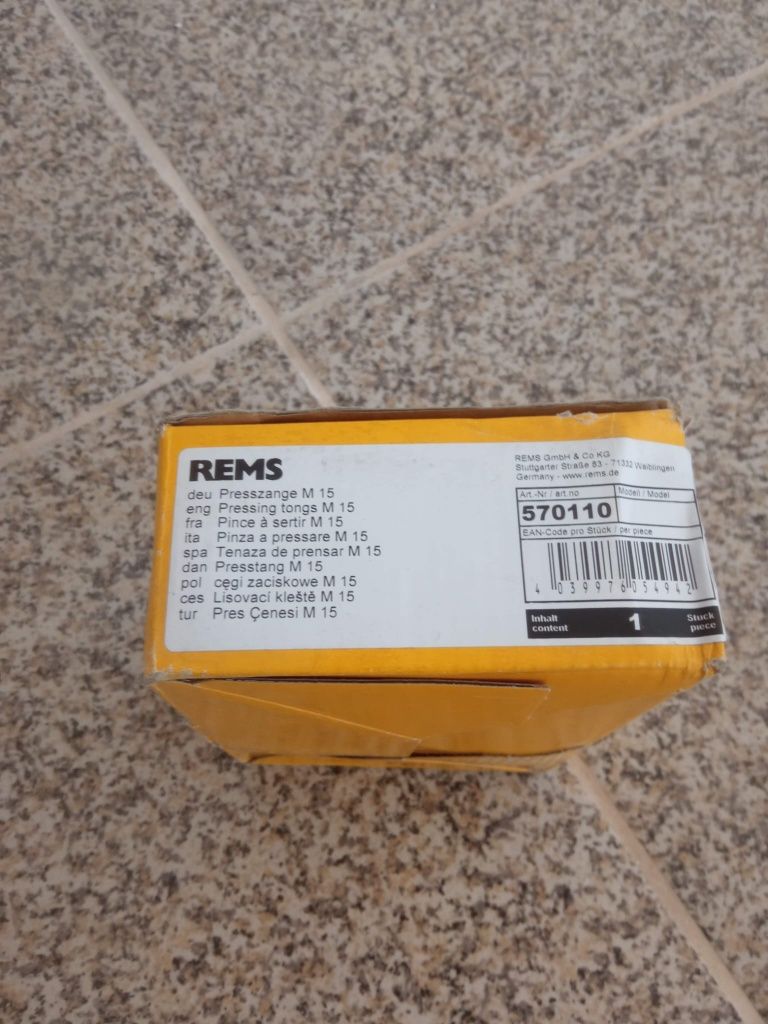 REMS
deu Presszange M 15
eng Pressing tongs M 15
fra Pince à sertir M 15
ita Pinza a pressare M 15
spa Tenaza de prensar M 15
dan Presstang M 15
pol cęgi zaciskowe M 15
ces Lisovací kleště M 15
tur Pres Çenesi M 15
REMS GmbH & Co KG
Stuttgarter Straße 83 - 71332 Waiblingen
Germany - www.rems.de
Art.-Nr / art.no Modell / Model
570110
EAN-Code pro Stück / per piece
4 039976 054942
Inhalt 1 Stück
content piece